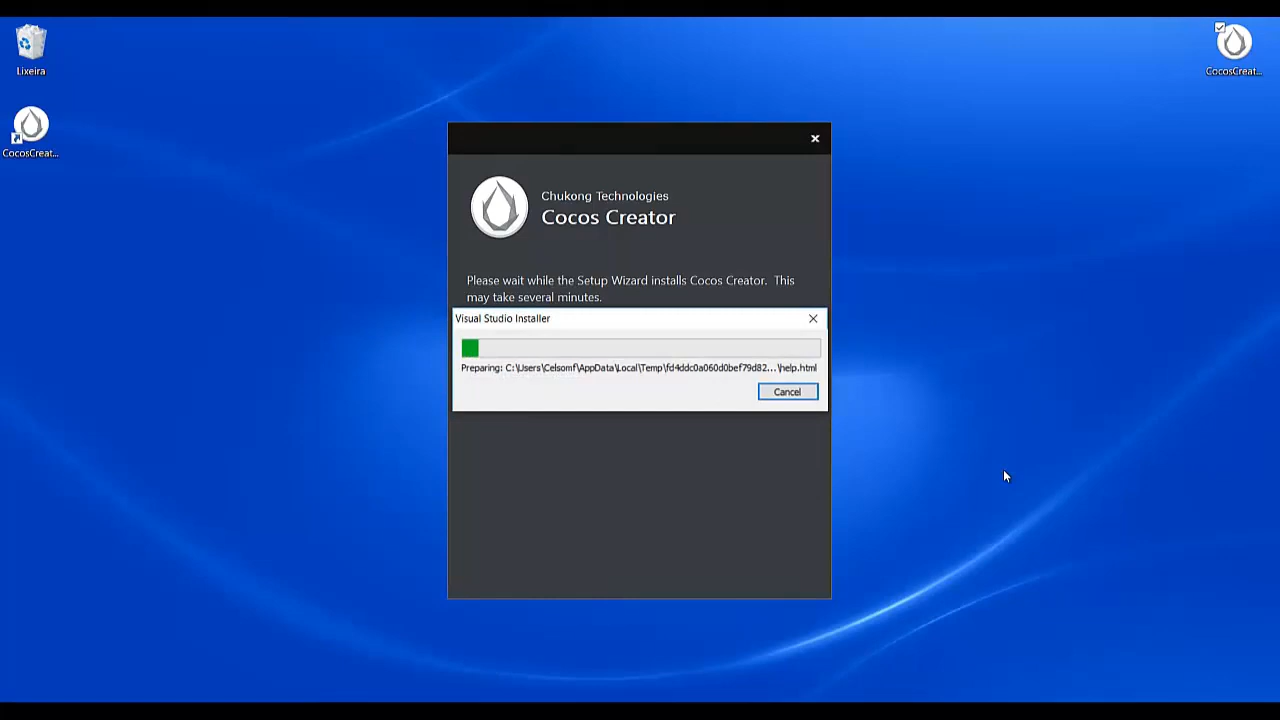 Lixeira
CocosCreat...
CocosCreat...
Chukong Technologies
Cocos Creator
Please wait while the Setup Wizard installs Cocos Creator. This
may take several minutes.
Visual Studio Installer
Preparing: C:\Users\Celsomf\AppData\Local\Temp\fd4ddc0a060d0bef79d82...\help.html
Cancel